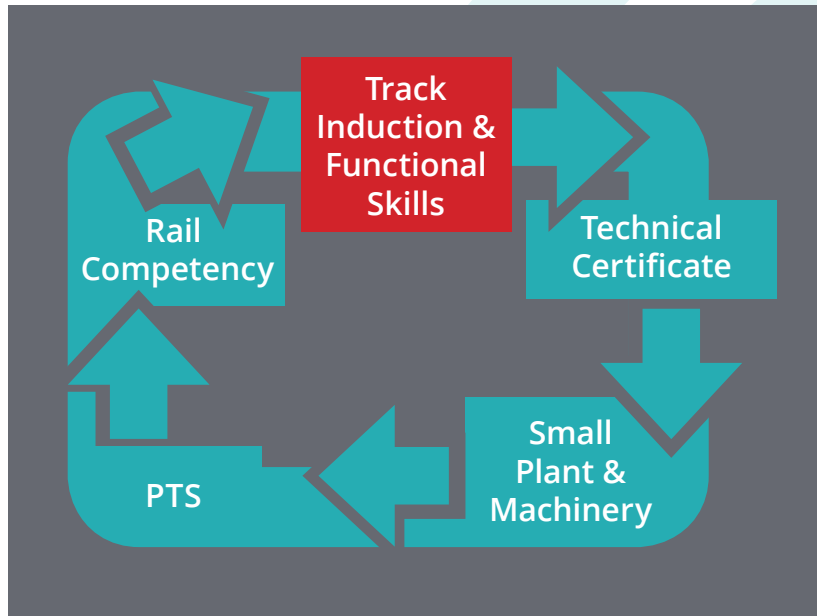 Track
Induction &
Functional
Skills
Technical
Certificate
Small
Plant &
Machinery
PTS
Rail
Competency